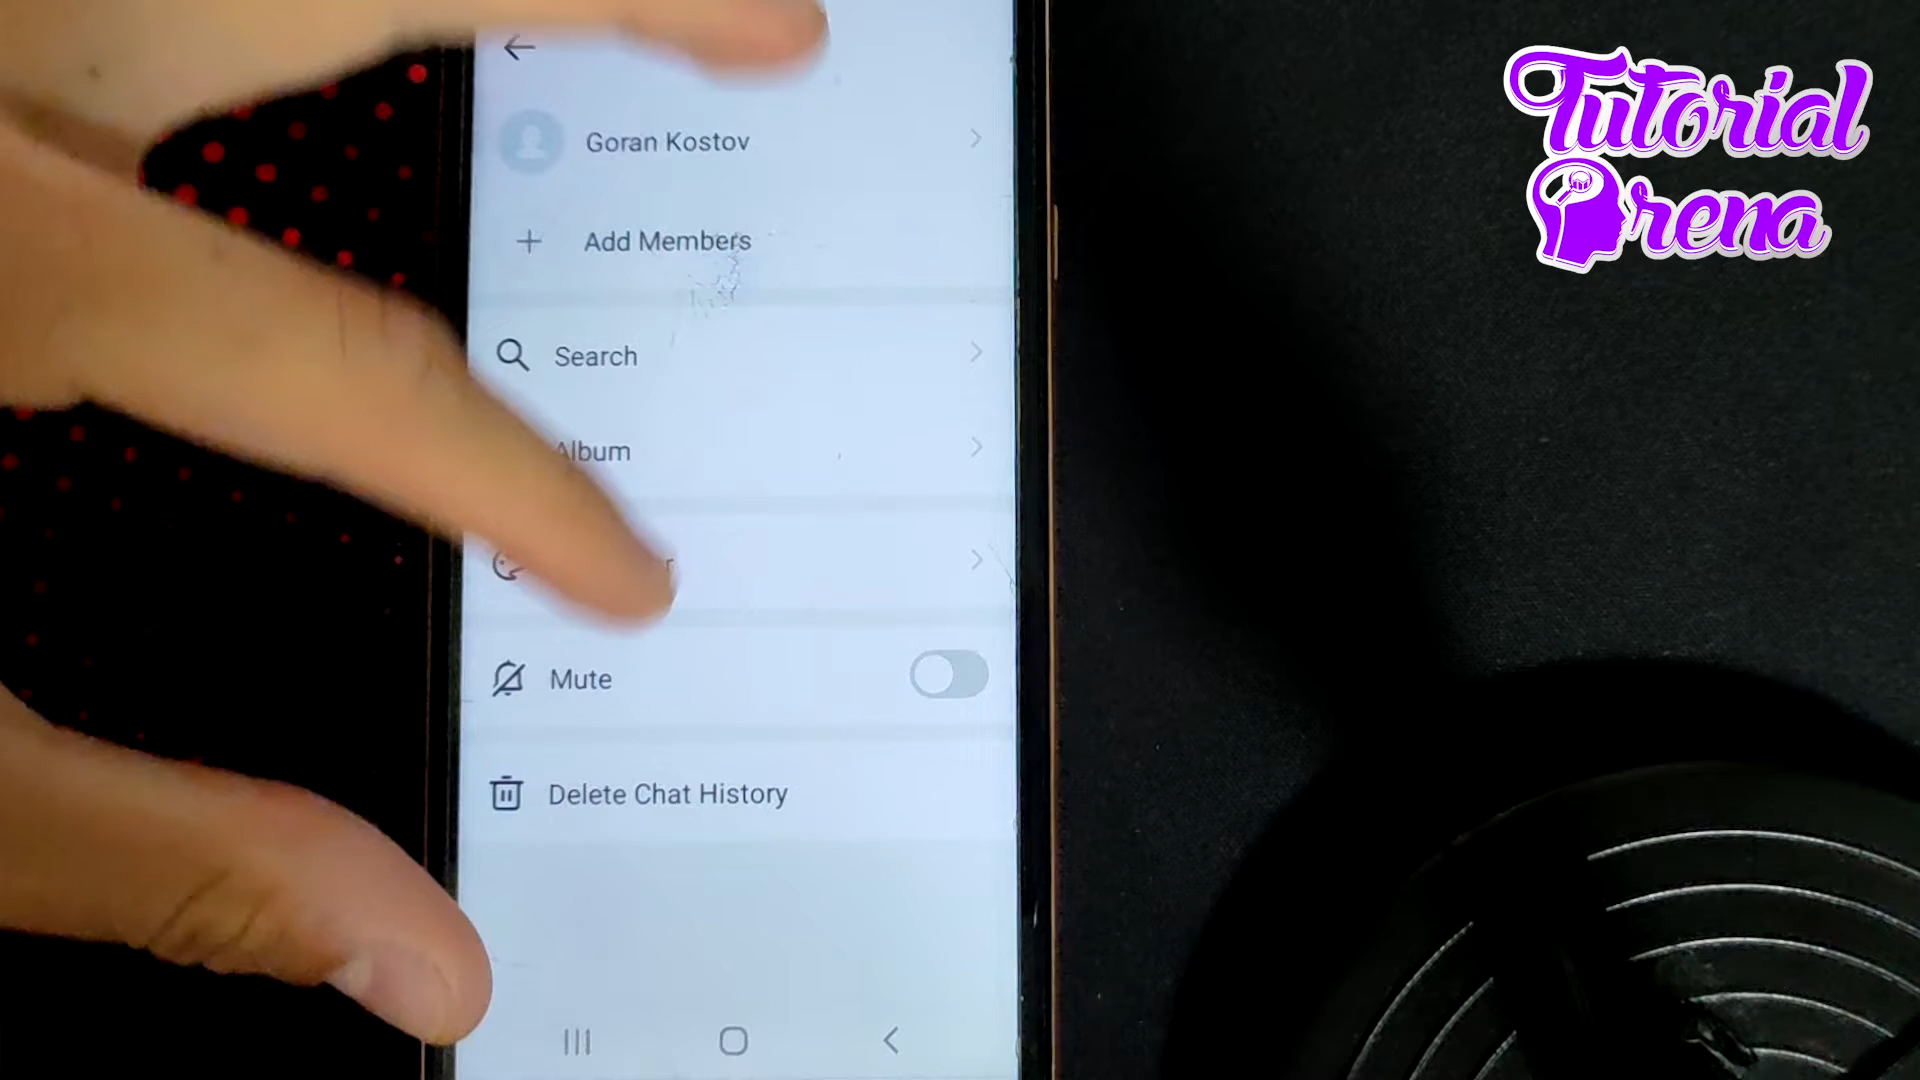 Tutorial
Arena
Goran Kostov
Add Members
Search
Album
Mute
Delete Chat History